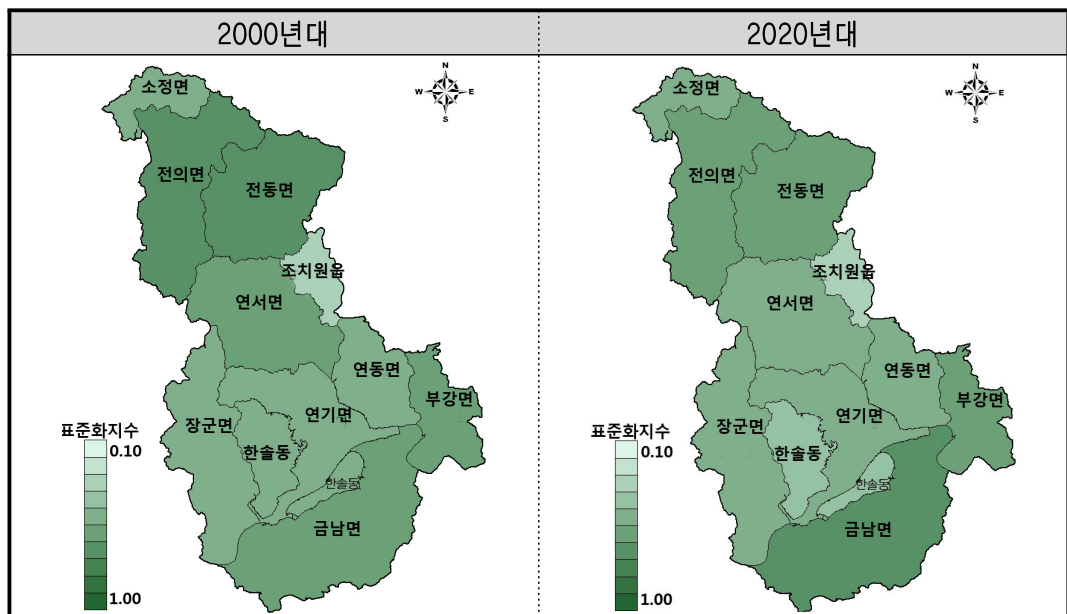 2000년대
2020년대
N
W E
S
소정면
전의면
전동면
조치원읍
연서면
연동면
부강면
연기면
장군면
한솔동
한솔동
금남면
표준화지수
0.10
1.00
N
W E
S
소정면
전의면
전동면
조치원읍
연서면
연동면
부강면
연기면
장군면
한솔동
한솔동
금남면
표준화지수
0.10
1.00